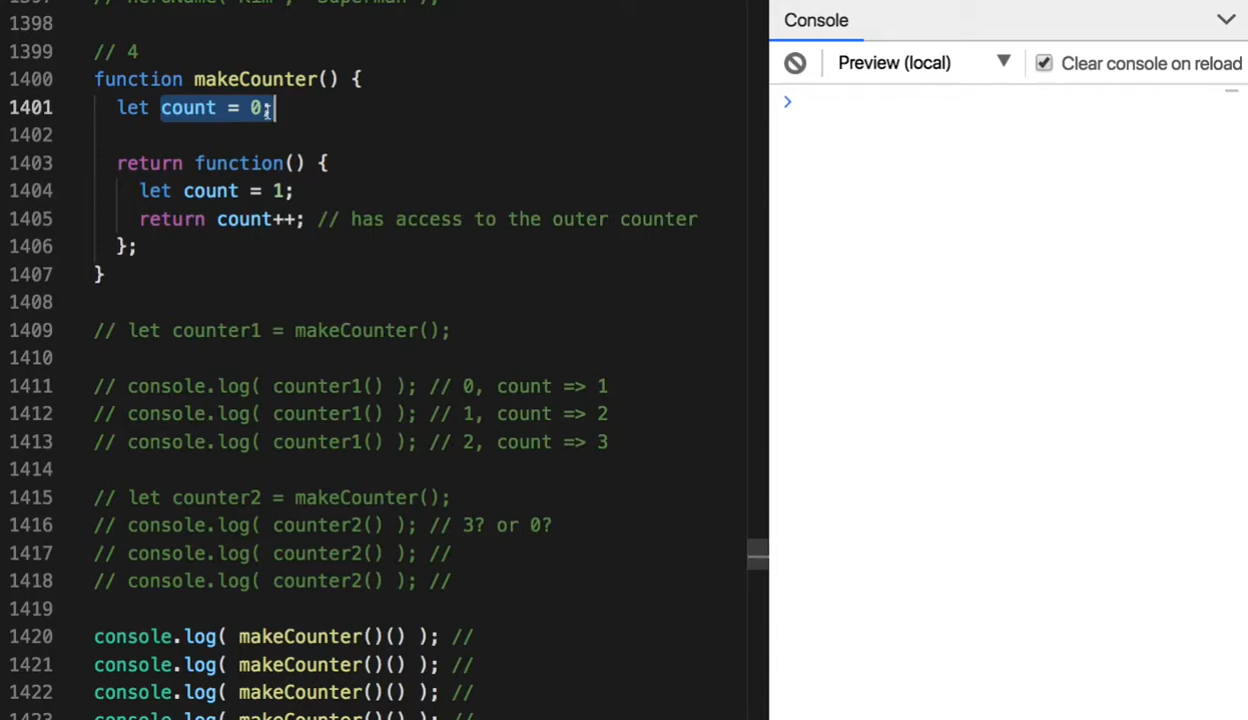 1397 // heroName("Kim", "Superman");
1398
1399 // 4
1400 function makeCounter() {
1401 let count = 0;
1402
1403 return function() {
1404 let count = 1;
1405 return count++; // has access to the outer counter
1406 };
1407 }
1408
1409 // let counter1 = makeCounter();
1410
1411 // console.log( counter1() ); // 0, count => 1
1412 // console.log( counter1() ); // 1, count => 2
1413 // console.log( counter1() ); // 2, count => 3
1414
1415 // let counter2 = makeCounter();
1416 // console.log( counter2() ); // 3? or 0?
1417 // console.log( counter2() ); //
1418 // console.log( counter2() ); //
1419
1420 console.log( makeCounter()() ); //
1421 console.log( makeCounter()() ); //
1422 console.log( makeCounter()() ); //
1423 console.log( makeCounter()() ); //
Console
Preview (local)
Clear console on reload
>